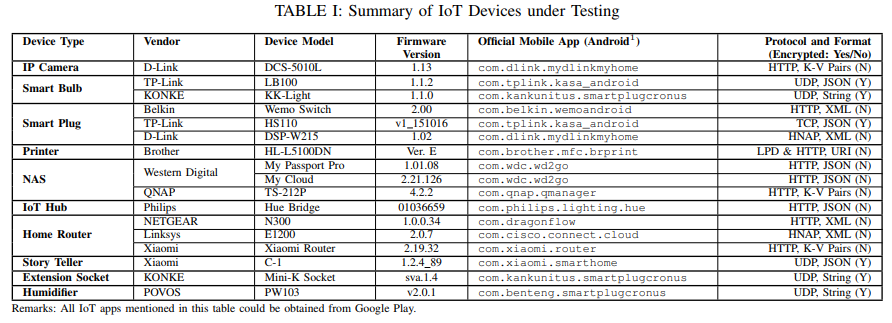 TABLE I: Summary of IoT Devices under Testing
Device Type Vendor Device Model Firmware Version Official Mobile App (Android1) Protocol and Format (Encrypted: Yes/No)
IP Camera D-Link DCS-5010L 1.13 com.dlink.mydlinkmyhome HTTP, K-V Pairs (N)
Smart Bulb TP-Link LB100 1.1.2 com.tplink.kasa_android UDP, JSON (Y)
KONKE KK-Light 1.1.0 com.kankunitus.smartplugcronus UDP, String (Y)
Smart Plug Belkin Wemo Switch 2.00 com.belkin.wemoandroid HTTP, XML (N)
TP-Link HS110 v1_151016 com.tplink.kasa_android TCP, JSON (Y)
D-Link DSP-W215 1.02 com.dlink.mydlinkmyhome HNAP, XML (N)
Printer Brother HL-L5100DN Ver. E com.brother.mfc.brprint LPD & HTTP, URI (N)
NAS Western Digital My Passport Pro 1.01.08 com.wdc.wd2go HTTP, JSON (N)
My Cloud 2.21.126 com.wdc.wd2go HTTP, JSON (N)
QNAP TS-212P 4.2.2 com.qnap.qmanager HTTP, K-V Pairs (N)
IoT Hub Philips Hue Bridge 01036659 com.philips.lighting.hue HTTP, JSON (N)
Home Router NETGEAR N300 1.0.0.34 com.dragonflow HTTP, XML (N)
Linksys E1200 2.0.7 com.cisco.connect.cloud HNAP, XML (N)
Xiaomi Xiaomi Router 2.19.32 com.xiaomi.router HTTP, K-V Pairs (N)
Story Teller Xiaomi C-1 1.2.4_89 com.xiaomi.smarthome UDP, JSON (Y)
Extension Socket KONKE Mini-K Socket sva.1.4 com.kankunitus.smartplugcronus UDP, String (Y)
Humidifier POVOS PW103 v2.0.1 com.benteng.smartplugcronus UDP, String (Y)
Remarks: All IoT apps mentioned in this table could be obtained from Google Play.